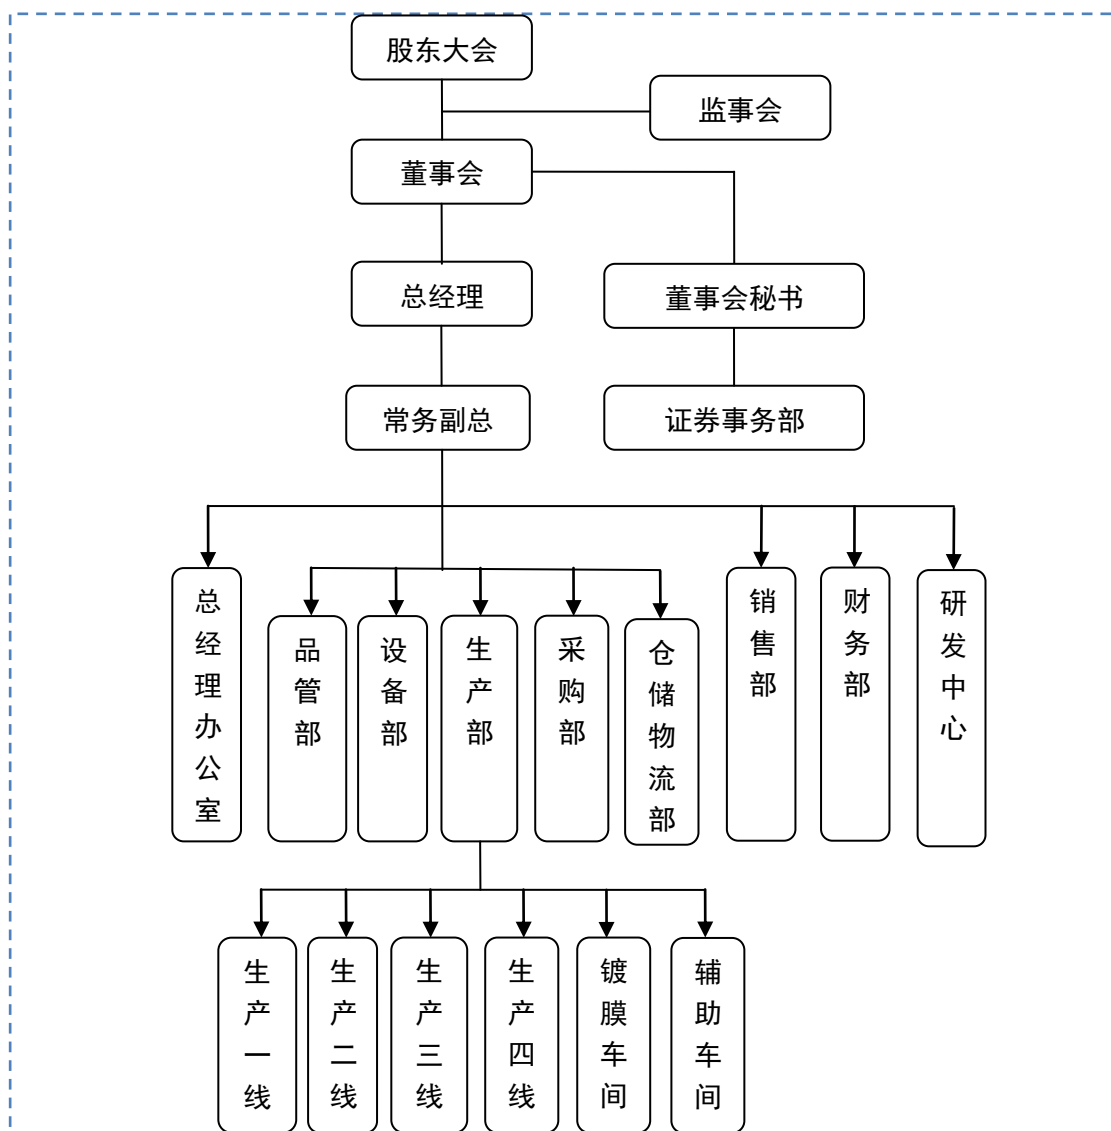 股东大会
监事会
董事会
总经理
董事会秘书
常务副总
证券事务部
总经理办公室
品管部
设备部
生产部
采购部
仓储物流部
销售部
财务部
研发中心
生产一线
生产二线
生产三线
生产四线
镀膜车间
辅助车间